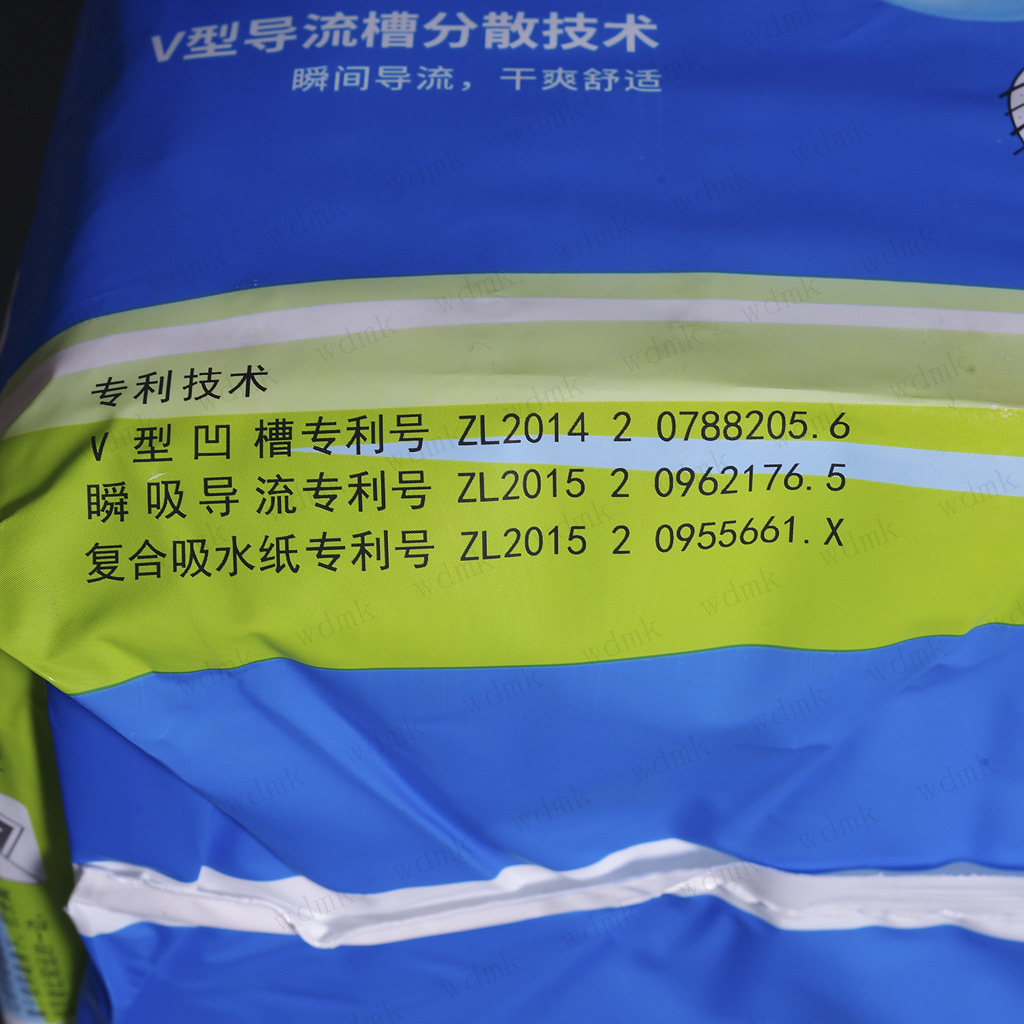 V型导流槽分散技术
瞬间导流，干爽舒适
专利技术
V 型 凹 槽专利号 ZL2014 2 0788205.6
瞬 吸 导 流专利号 ZL2015 2 0962176.5
复合吸水纸专利号 ZL2015 2 0955661.X
wdmk